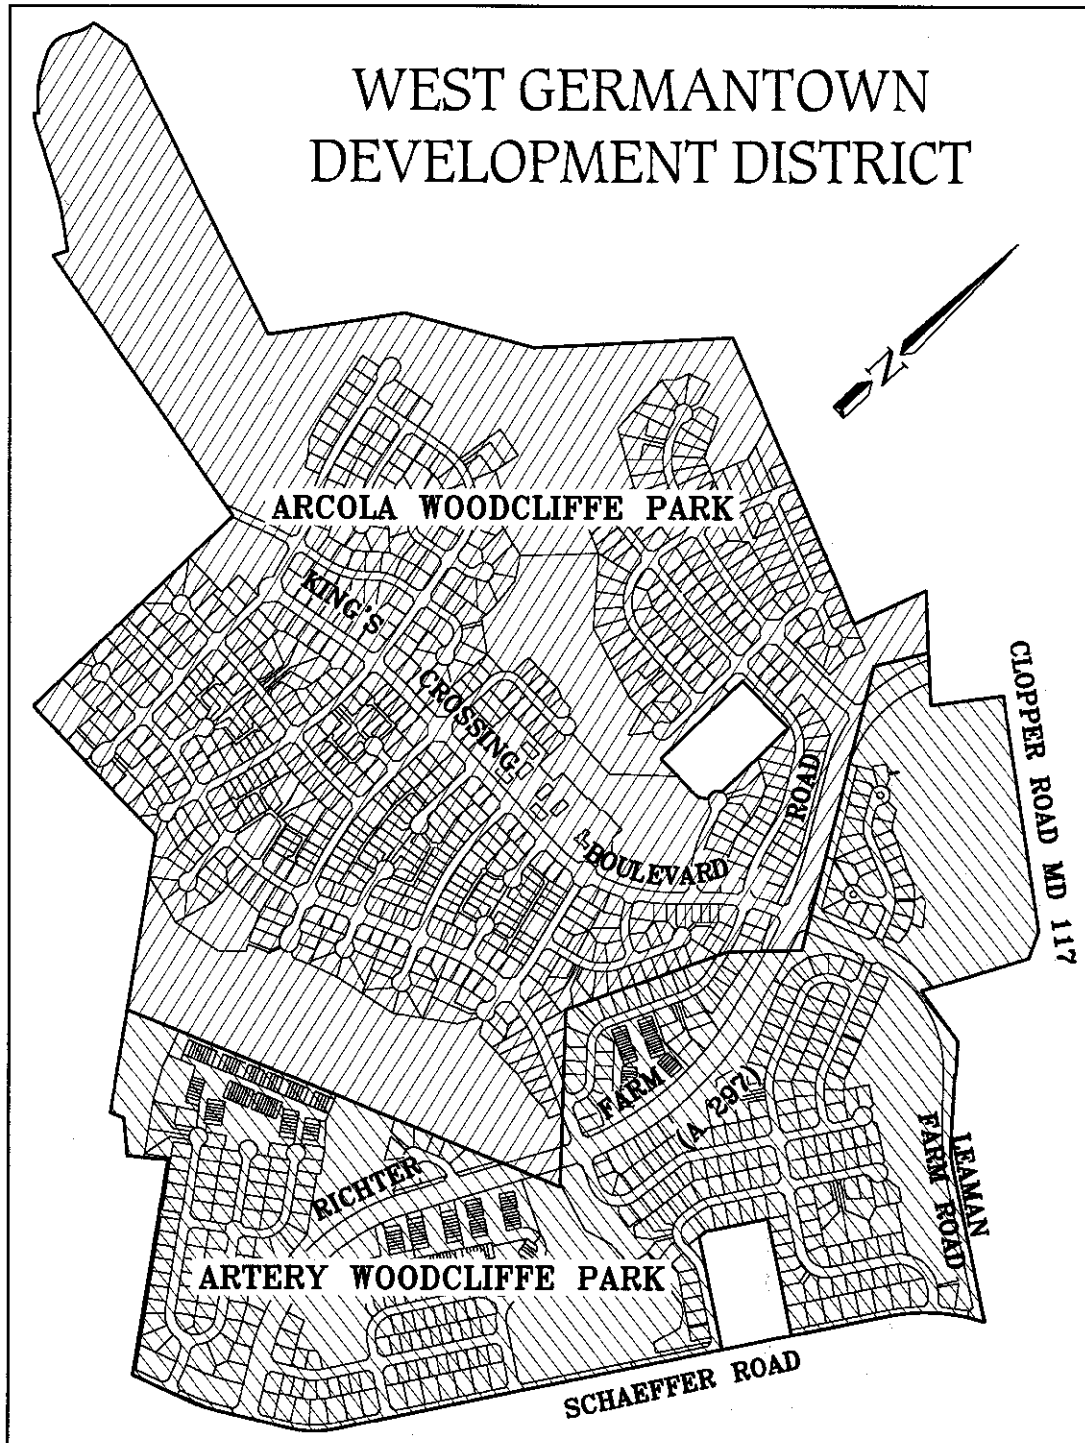 WEST GERMANTOWN
DEVELOPMENT DISTRICT
N
ARCOLA WOODCLIFFE PARK
KING'S
CROSSING
BOULEVARD
ROAD
CLOPPER ROAD MD 117
FARM
(A 297)
RICHTER
LEAMAN
FARM ROAD
ARTERY WOODCLIFFE PARK
SCHAEFFER ROAD